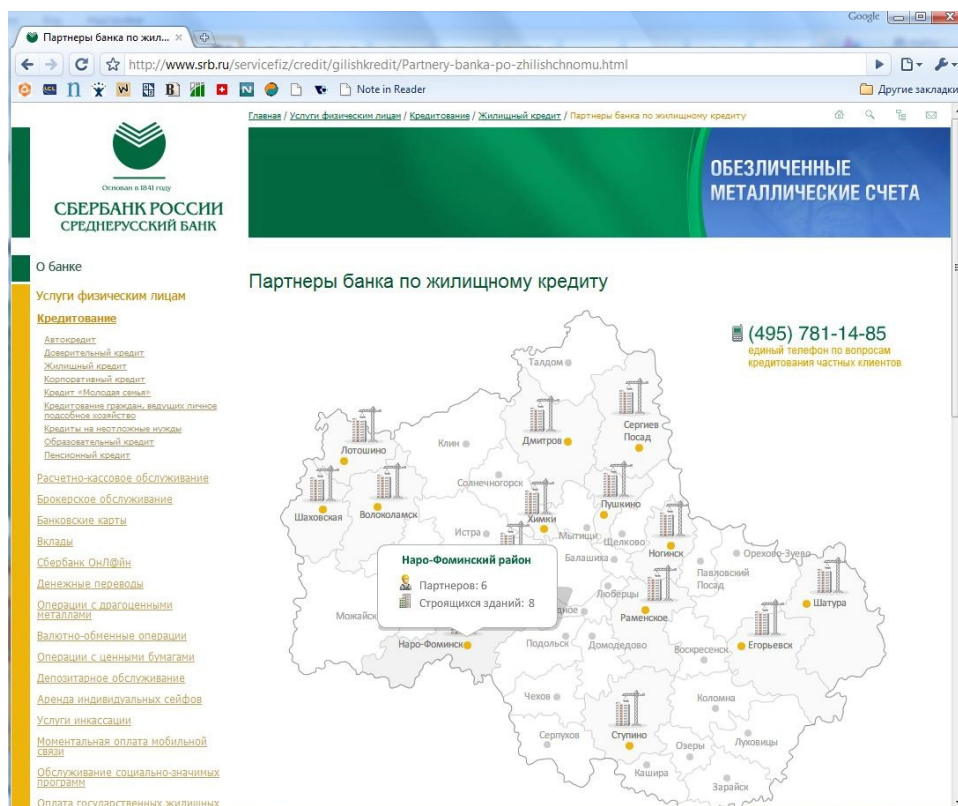 Google
Партнеры банка по жил...
http://www.srb.ru/servicefiz/credit/gilishkredit/Partnery-banka-po-zhilishchnomu.html
Note in Reader
Другие закладки
Главная / Услуги физическим лицам / Кредитование / Жилищный кредит / Партнеры банка по жилищному кредиту
Основан в 1841 году
СБЕРБАНК РОССИИ
СРЕДНЕРУССКИЙ БАНК
ОБЕЗЛИЧЕННЫЕ
МЕТАЛЛИЧЕСКИЕ СЧЕТА
О банке
Услуги физическим лицам
Кредитование
Автокредит
Доверительный кредит
Жилищный кредит
Корпоративный кредит
Кредит «Молодая семья»
Кредитование граждан, ведущих личное
подсобное хозяйство
Кредиты на неотложные нужды
Образовательный кредит
Пенсионный кредит
Расчетно-кассовое обслуживание
Брокерское обслуживание
Банковские карты
Вклады
Сбербанк ОнЛ@йн
Денежные переводы
Операции с драгоценными
металлами
Валютно-обменные операции
Операции с ценными бумагами
Депозитарное обслуживание
Аренда индивидуальных сейфов
Услуги инкассации
Моментальная оплата мобильной
связи
Обслуживание социально-значимых
программ
Оплата государственных жилищных
Партнеры банка по жилищному кредиту
(495) 781-14-85
единый телефон по вопросам
кредитования частных клиентов
Талдом
Сергиев
Посад
Клин
Дмитров
Лотошино
Солнечногорск
Пушкино
Шаховская
Волоколамск
Химки
Истра
Мытищи
Щелково
Ногинск
Балашиха
Орехово-Зуево
Павловский
Посад
Наро-Фоминский район
Партнеров: 6
Строящихся зданий: 8
Люберцы
Шатура
Можайск
Раменское
Наро-Фоминск
Подольск
Домодедово
Воскресенск
Егорьевск
Чехов
Коломна
Серпухов
Ступино
Озеры
Луховицы
Кашира
Зарайск